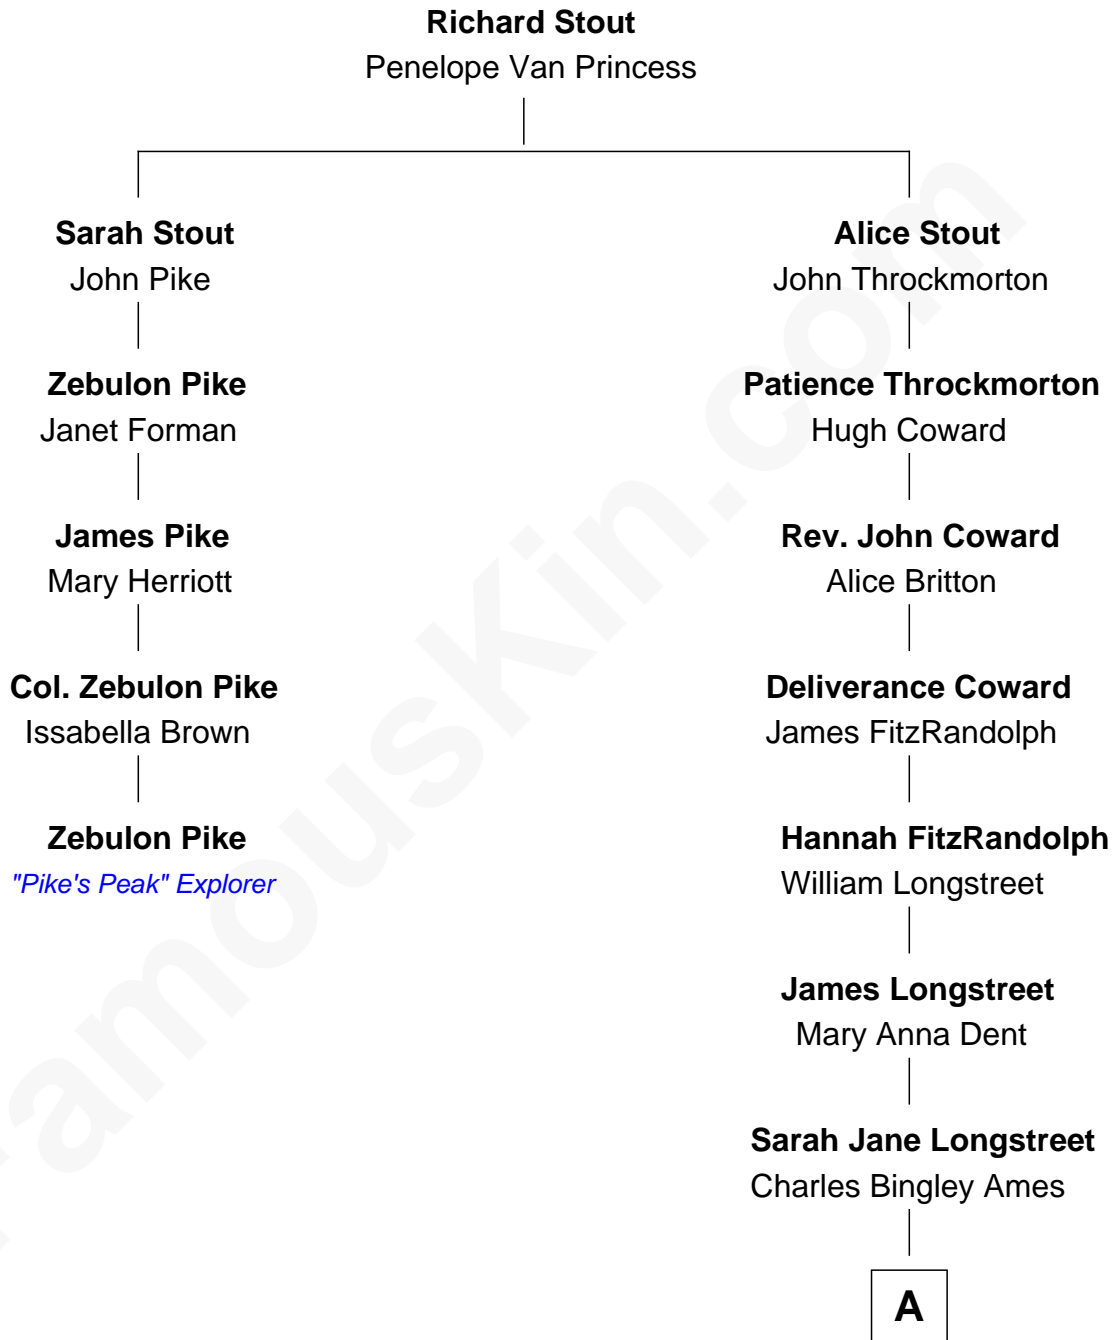 Richard Stout
Penelope Van Princess
Sarah Stout
John Pike
Zebulon Pike
Janet Forman
James Pike
Mary Herriott
Col. Zebulon Pike
Issabella Brown
Zebulon Pike
"Pike's Peak" Explorer
Alice Stout
John Throckmorton
Patience Throckmorton
Hugh Coward
Rev. John Coward
Alice Britton
Deliverance Coward
James FitzRandolph
Hannah FitzRandolph
William Longstreet
James Longstreet
Mary Anna Dent
Sarah Jane Longstreet
Charles Bingley Ames
A
FamousKin.com